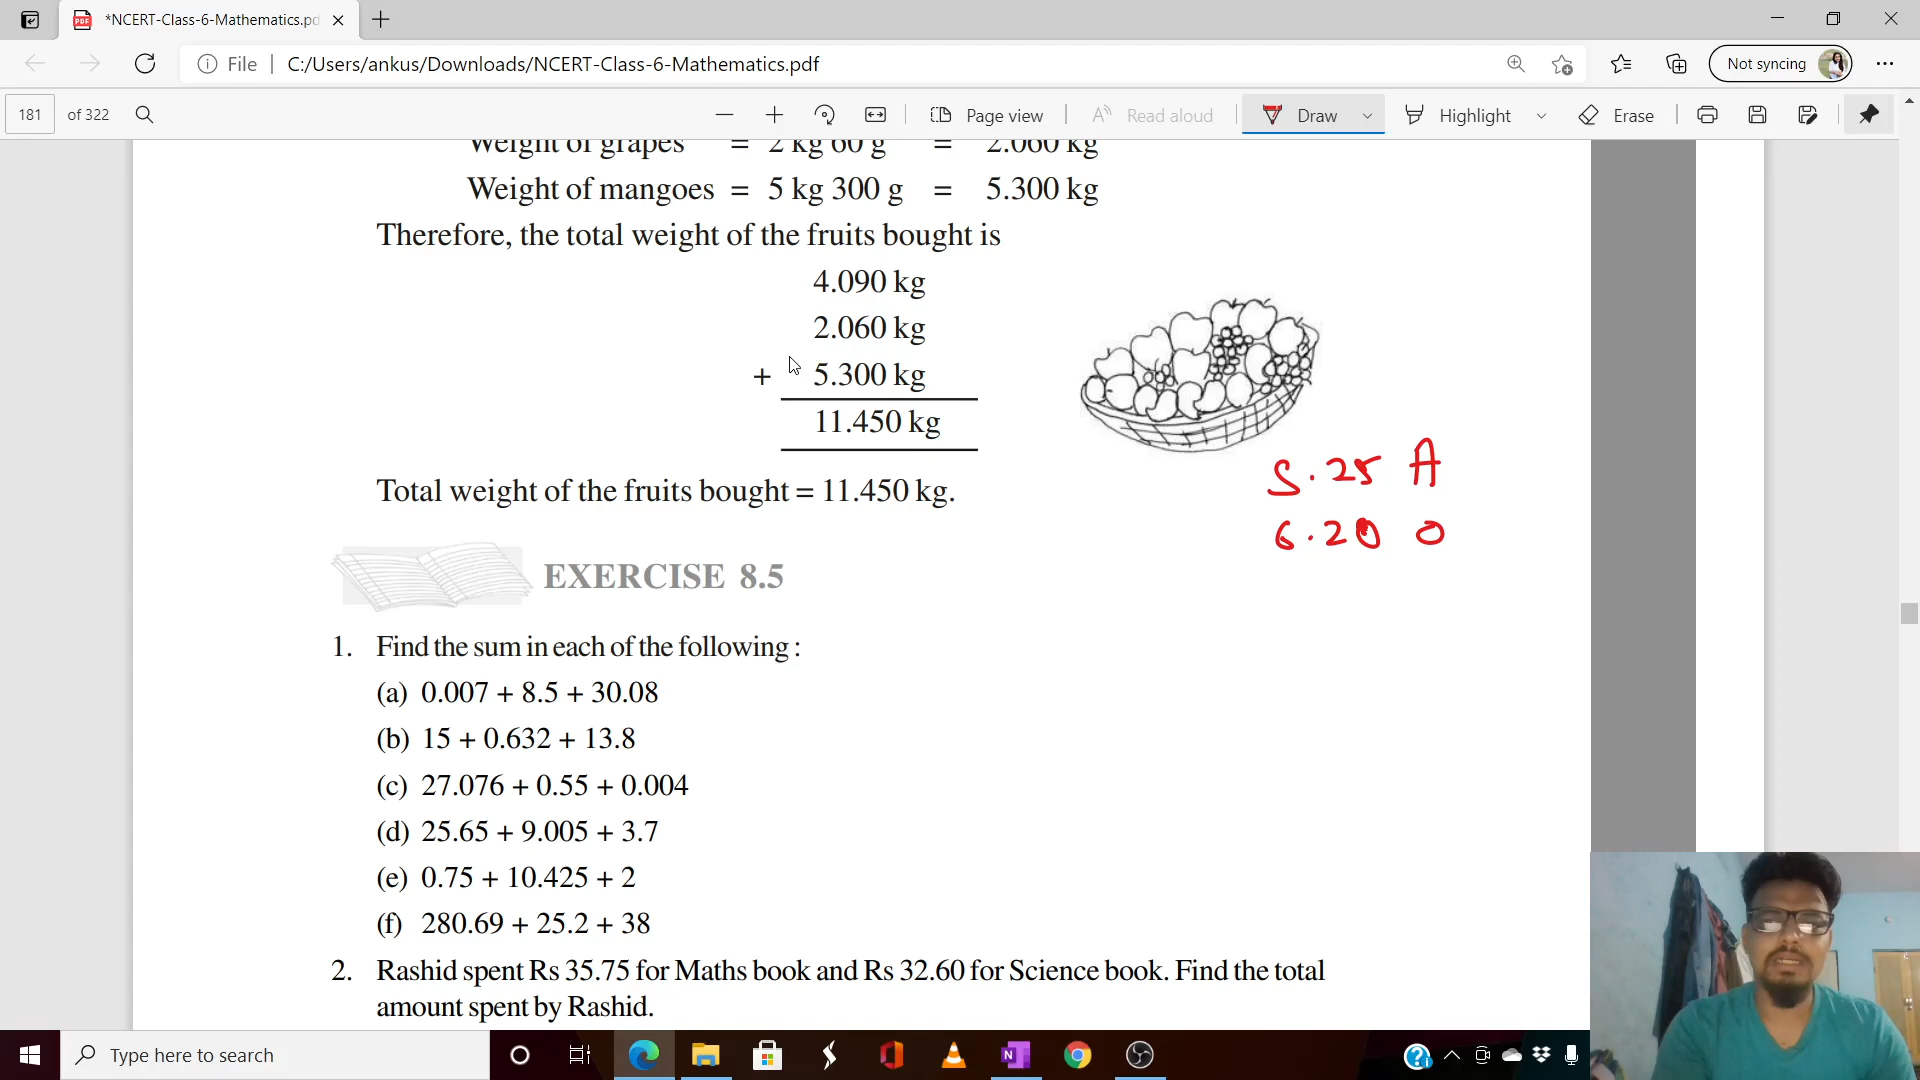 *NCERT-Class-6-Mathematics.pd
File | C:/Users/ankus/Downloads/NCERT-Class-6-Mathematics.pdf
Not syncing
181 of 322
Page view
Read aloud
Draw
Highlight
Erase
Weight of grapes = 2 kg 60 g = 2.060 kg
Weight of mangoes = 5 kg 300 g = 5.300 kg
Therefore, the total weight of the fruits bought is
4.090 kg
2.060 kg
+ 5.300 kg
11.450 kg
Total weight of the fruits bought = 11.450 kg.
5.25 A
6.20 O
EXERCISE 8.5
1. Find the sum in each of the following :
(a) 0.007 + 8.5 + 30.08
(b) 15 + 0.632 + 13.8
(c) 27.076 + 0.55 + 0.004
(d) 25.65 + 9.005 + 3.7
(e) 0.75 + 10.425 + 2
(f) 280.69 + 25.2 + 38
2. Rashid spent Rs 35.75 for Maths book and Rs 32.60 for Science book. Find the total
amount spent by Rashid.
Type here to search